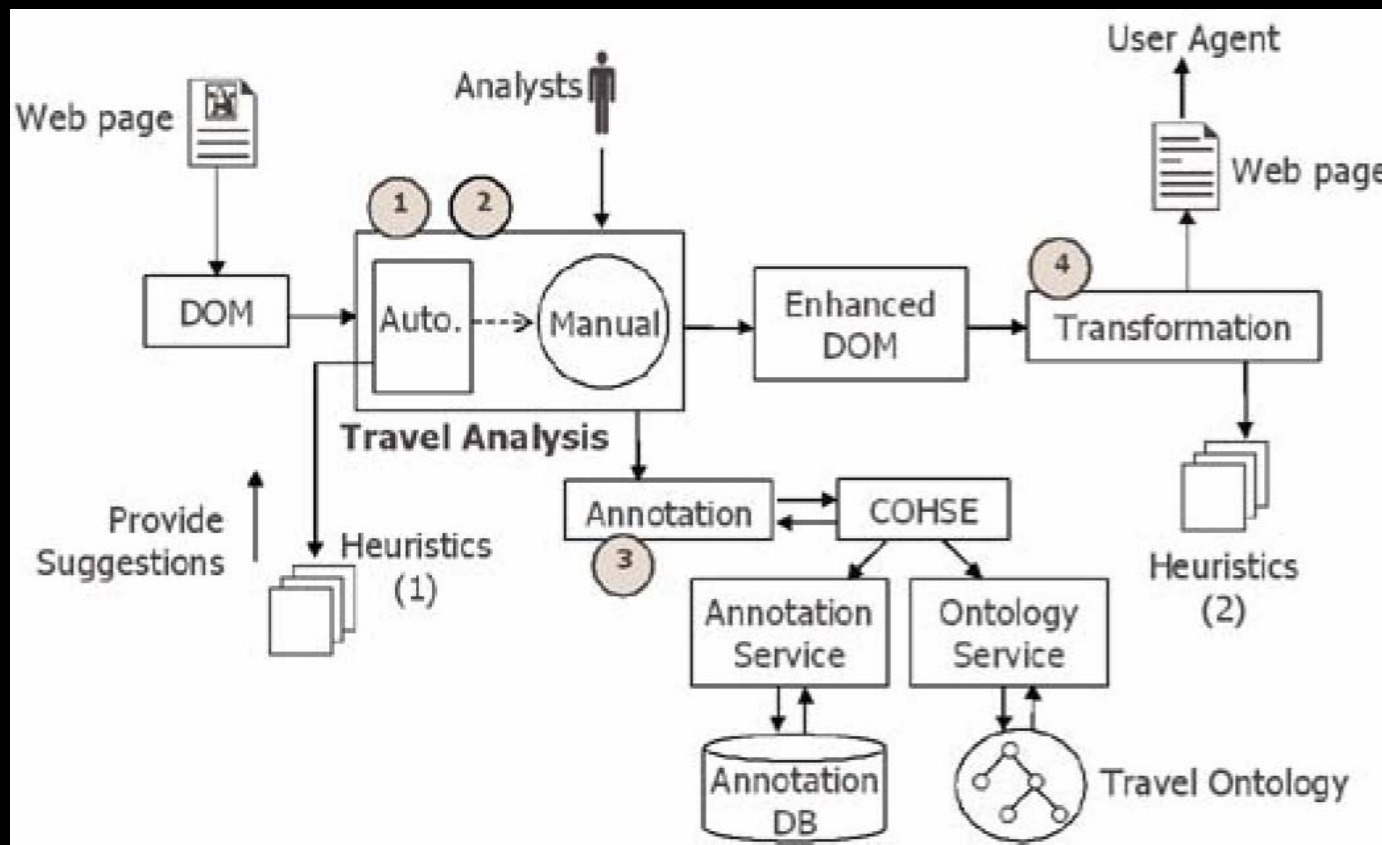 User Agent
Analysts
Web page
Web page
1
2
4
DOM
Auto.
Manual
Enhanced
DOM
Transformation
Travel Analysis
Provide
Suggestions
Heuristics
(1)
Annotation
COHSE
3
Heuristics
(2)
Annotation
Service
Ontology
Service
Annotation
DB
Travel Ontology